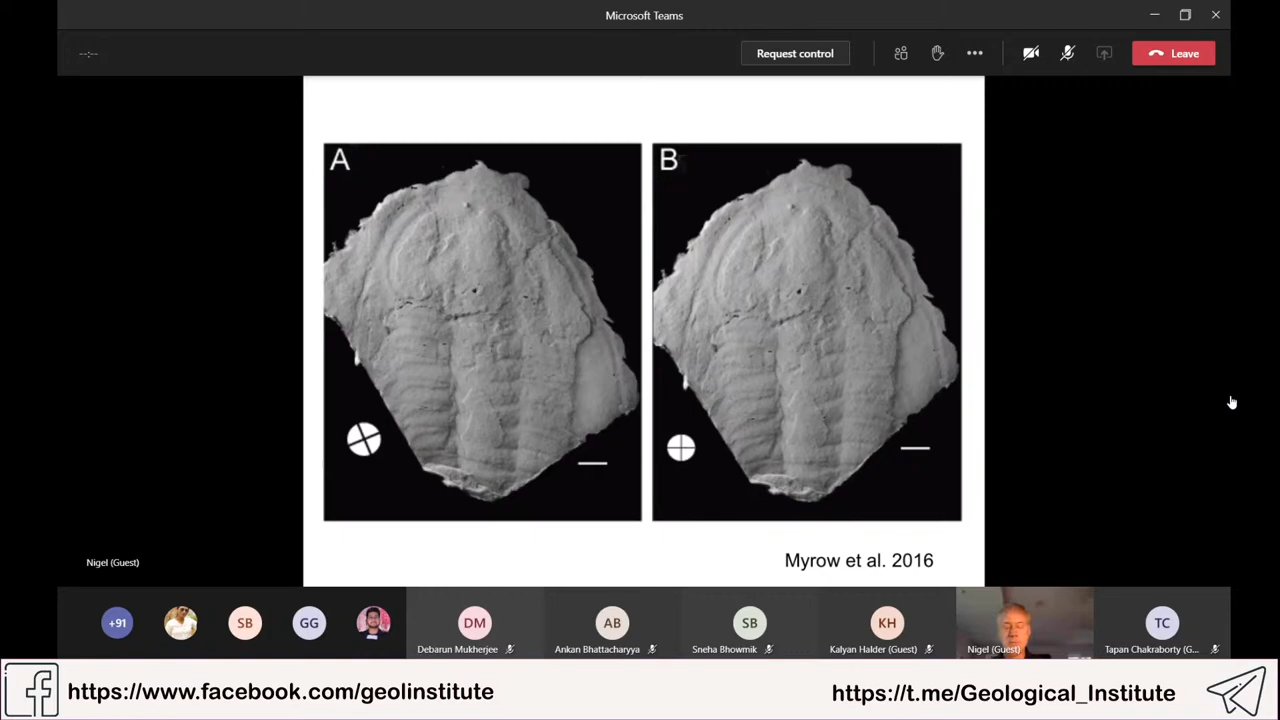 Microsoft Teams
--:--
Request control
Leave
A
B
Myrow et al. 2016
Nigel (Guest)
+91
SB
GG
DM
Debarun Mukherjee
AB
Ankan Bhattacharyya
SB
Sneha Bhowmik
KH
Kalyan Halder (Guest)
Nigel (Guest)
TC
Tapan Chakraborty (G...
https://www.facebook.com/geolinstitute
https://t.me/Geological_Institute